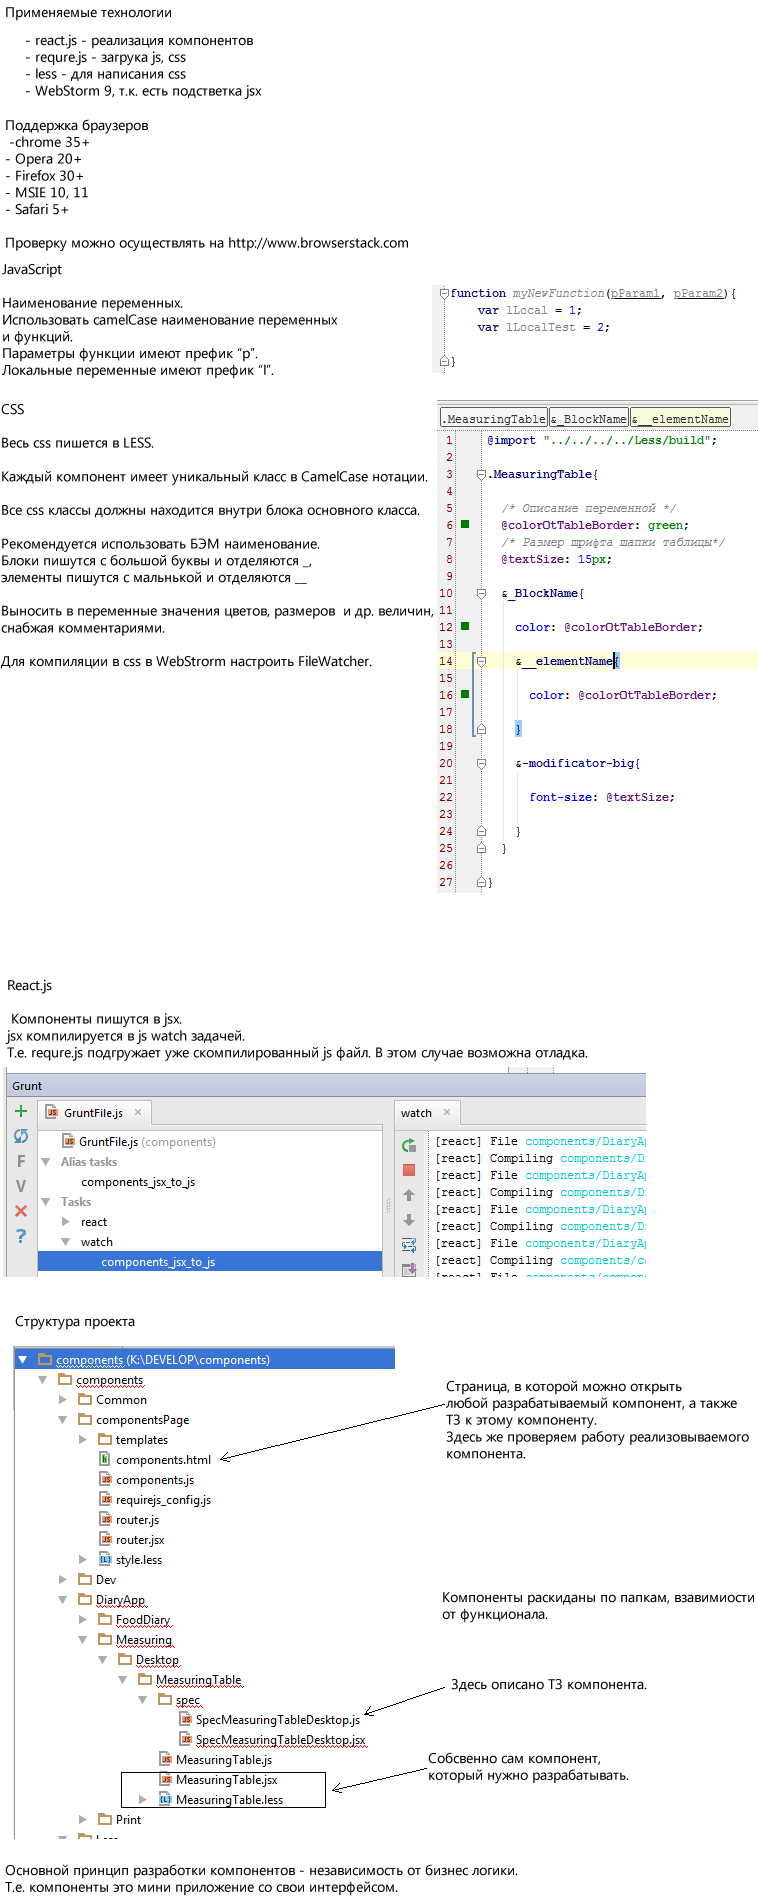 Применяемые технологии
- react.js - реализация компонентов
- requre.js - загрука js, css
- less - для написания css
- WebStorm 9, т.к. есть подстветка jsx
Поддержка браузеров
-chrome 35+
- Opera 20+
- Firefox 30+
- MSIE 10, 11
- Safari 5+
Проверку можно осуществлять на http://www.browserstack.com
JavaScript
Наименование переменных.
Использовать camelCase наименование переменных
и функций.
Параметры функции имеют префик “p”.
Локальные переменные имеют префик “l”.
function myNewFunction(pParam1, pParam2){
var lLocal = 1;
var lLocalTest = 2;
}
CSS
Весь css пишется в LESS.
Каждый компонент имеет уникальный класс в CamelCase нотации.
Все css классы должны находится внутри блока основного класса.
Рекомендуется использовать БЭМ наименование.
Блоки пишутся с большой буквы и отделяются _,
элементы пишутся с мальнькой и отделяются __
Выносить в переменные значения цветов, размеров и др. величин,
снабжая комментариями.
Для компиляции в css в WebStrorm настроить FileWatcher.
.MeasuringTable &_BlockName &__elementName
1 @import "../../../../Less/build";
2
3 .MeasuringTable{
4
5 /* Описание переменной */
6 @colorOtTableBorder: green;
7 /* Размер шрифта шапки таблицы*/
8 @textSize: 15px;
9
10 &_BlockName{
11
12 color: @colorOtTableBorder;
13
14 &__elementName{
15
16 color: @colorOtTableBorder;
17
18 }
19
20 &-modificator-big{
21
22 font-size: @textSize;
23
24 }
25 }
26
27 }
React.js
Компоненты пишутся в jsx.
jsx компилируется в js watch задачей.
Т.е. requre.js подгружает уже скомпилированный js файл. В этом случае возможна отладка.
Grunt
GruntFile.js ×
GruntFile.js (components)
Alias tasks
components_jsx_to_js
Tasks
react
watch
components_jsx_to_js
watch ×
[react] File components/DiaryAp
[react] Compiling components/Di
[react] File components/DiaryAp
[react] Compiling components/Di
[react] File components/DiaryAp
[react] Compiling components/Di
[react] File components/DiaryAp
[react] Compiling components/co
[react] File components/compone
Структура проекта
components (K:\DEVELOP\components)
components
Common
componentsPage
templates
components.html
components.js
requirejs_config.js
router.js
router.jsx
style.less
Dev
DiaryApp
FoodDiary
Measuring
Desktop
MeasuringTable
spec
SpecMeasuringTableDesktop.js
SpecMeasuringTableDesktop.jsx
MeasuringTable.js
MeasuringTable.jsx
MeasuringTable.less
Print
Less
Страница, в которой можно открыть
любой разрабатываемый компонент, а также
ТЗ к этому компоненту.
Здесь же проверяем работу реализовываемого
компонента.
Компоненты раскиданы по папкам, взавимиости
от функционала.
Здесь описано ТЗ компонента.
Собсвенно сам компонент,
который нужно разрабатывать.
Основной принцип разработки компонентов - независимость от бизнес логики.
Т.е. компоненты это мини приложение со свои интерфейсом.